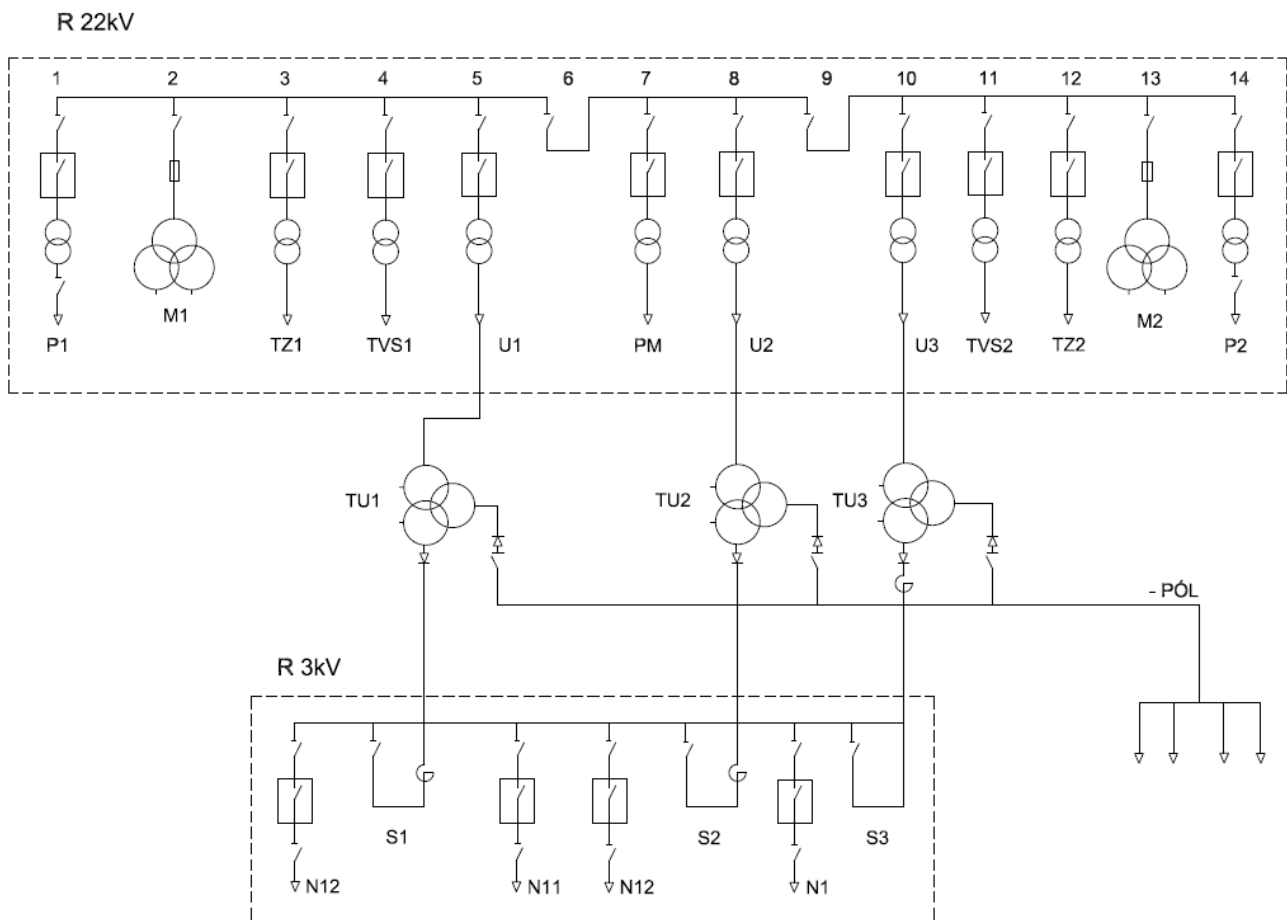 R 22kV
1 2 3 4 5 6 7 8 9 10 11 12 13 14
P1 M1 TZ1 TVS1 U1 PM U2 U3 TVS2 TZ2 M2 P2
TU1 TU2 TU3
- PÓL
R 3kV
S1 S2 S3
N12 N11 N12 N1